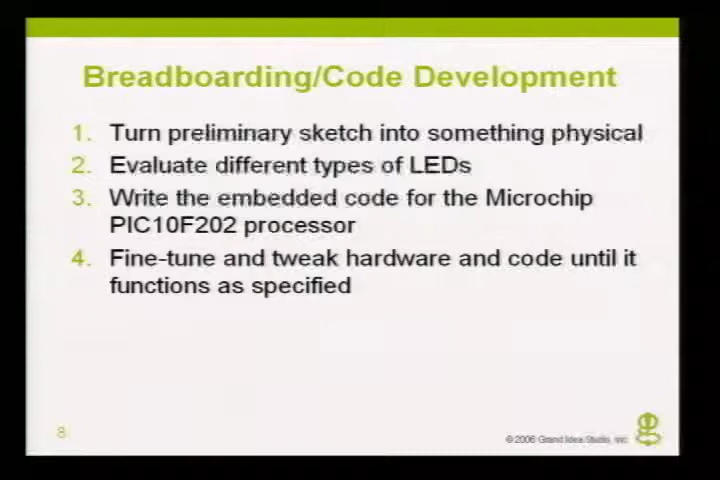 Breadboarding/Code Development
1. Turn preliminary sketch into something physical
2. Evaluate different types of LEDs
3. Write the embedded code for the Microchip
PIC10F202 processor
4. Fine-tune and tweak hardware and code until it
functions as specified
8
© 2006 Grand Idea Studio, Inc.